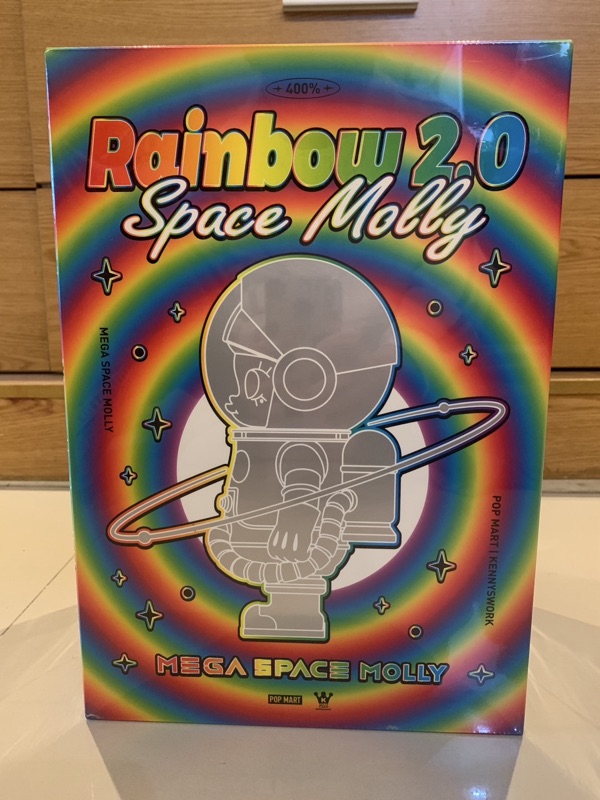 400%
Rainbow 2.0
Space Molly
MEGA SPACE MOLLY
POP MART | KENNYSWORK
MEGA SPACE MOLLY
POP MART